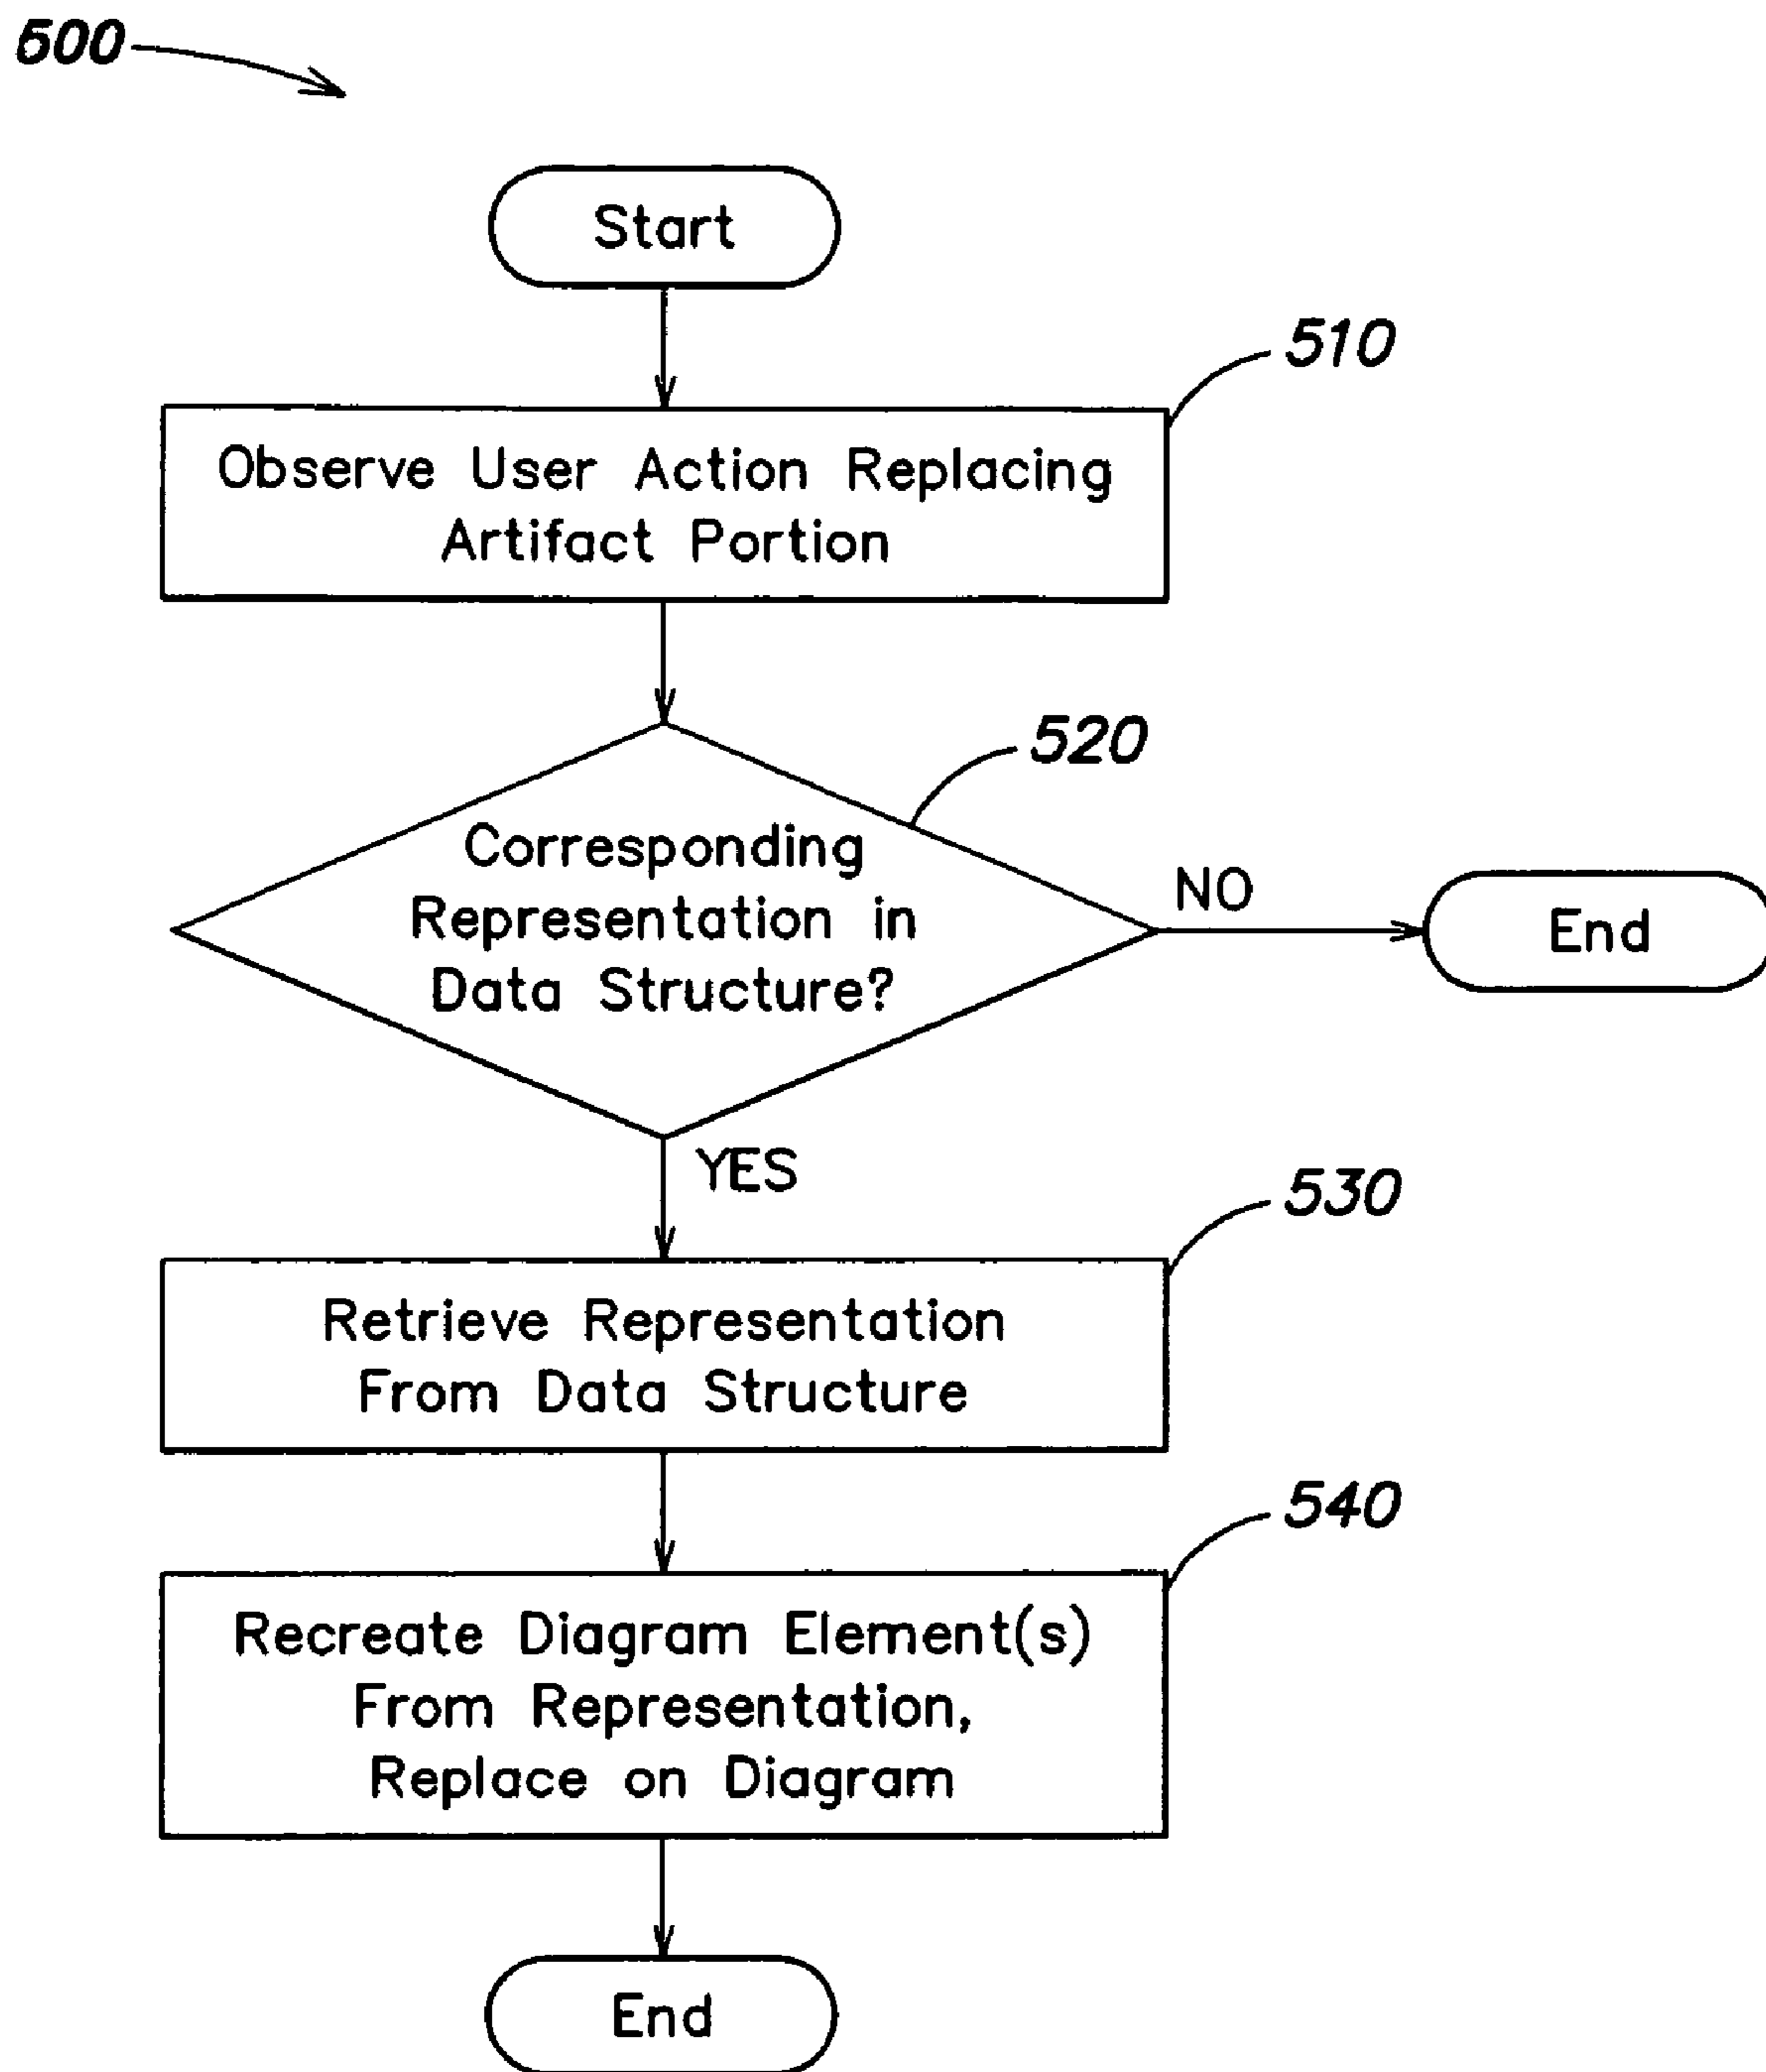 500
Start
510
Observe User Action Replacing
Artifact Portion
520
Corresponding
Representation in
Data Structure?
NO
End
YES
530
Retrieve Representation
From Data Structure
540
Recreate Diagram Element(s)
From Representation,
Replace on Diagram
End